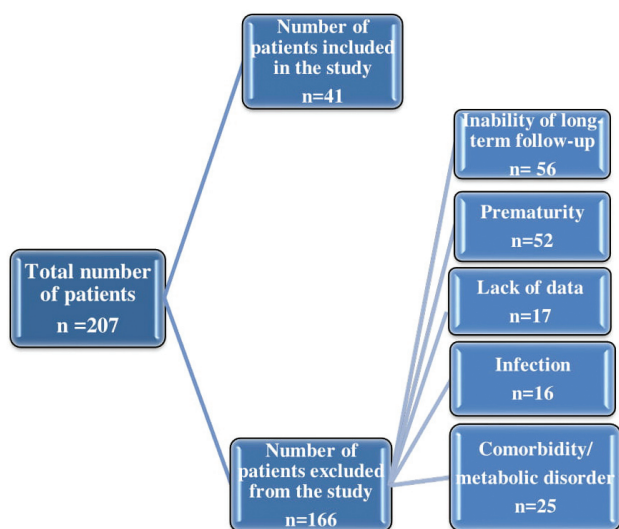 Number of
patients included
in the study
n=41
Total number
of patients
n =207
Number of
patients excluded
from the study
n=166
Inability of long-
term follow-up
n= 56
Prematurity
n=52
Lack of data
n=17
Infection
n=16
Comorbidity/
metabolic disorder
n=25